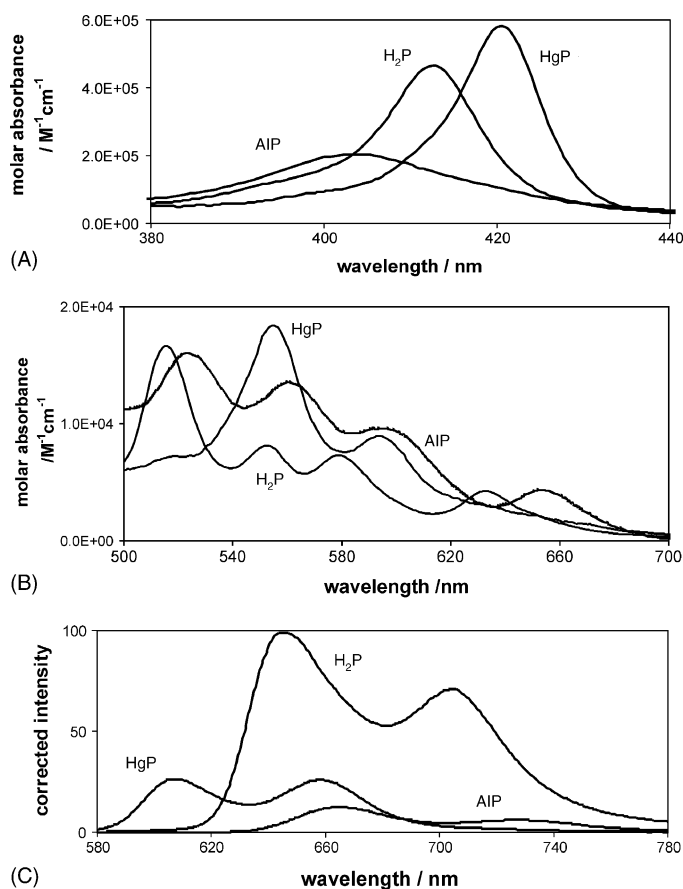 6.0E+05
4.0E+05
2.0E+05
0.0E+00
molar absorbance
/ M⁻¹cm⁻¹
H₂P
HgP
AlP
380 400 420 440
wavelength / nm
(A)
2.0E+04
1.0E+04
0.0E+00
molar absorbance
/M⁻¹cm⁻¹
HgP
AlP
H₂P
500 540 580 620 660 700
wavelength /nm
(B)
100
50
0
corrected intensity
H₂P
HgP
AlP
580 620 660 700 740 780
wavelength / nm
(C)